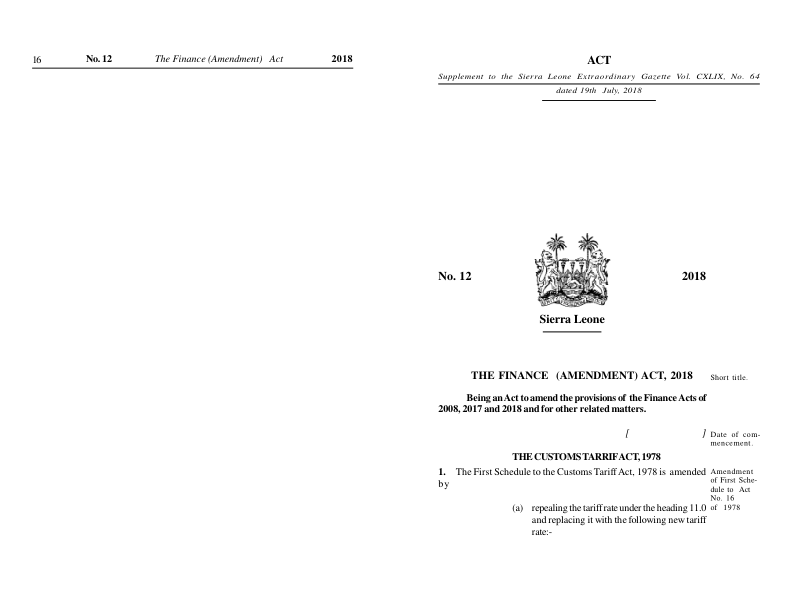 16 No. 12 The Finance (Amendment) Act 2018
ACT
Supplement to the Sierra Leone Extraordinary Gazette Vol. CXLIX, No. 64
dated 19th July, 2018
No. 12 2018
Sierra Leone
THE FINANCE (AMENDMENT) ACT, 2018 Short title.
Being an Act to amend the provisions of the Finance Acts of
2008, 2017 and 2018 and for other related matters.
[ ] Date of com-
mencement.
THE CUSTOMS TARRIF ACT, 1978
1. The First Schedule to the Customs Tariff Act, 1978 is amended
by
Amendment
of First Sche-
dule to Act
No. 16
of 1978
(a) repealing the tariff rate under the heading 11.0
and replacing it with the following new tariff
rate:-